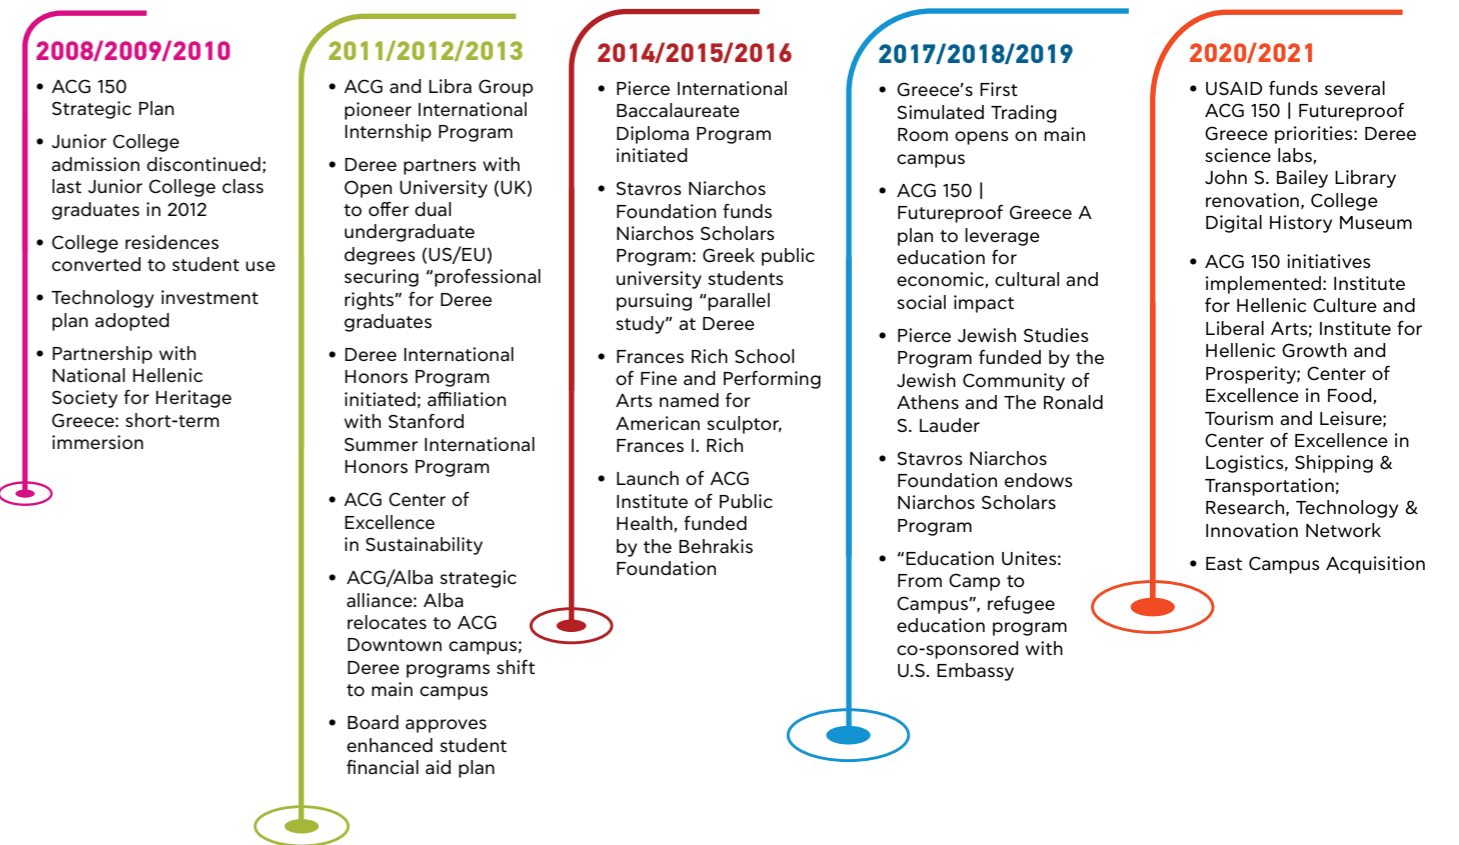 2008/2009/2010
• ACG 150
Strategic Plan
• Junior College
admission discontinued;
last Junior College class
graduates in 2012
• College residences
converted to student use
• Technology investment
plan adopted
• Partnership with
National Hellenic
Society for Heritage
Greece: short-term
immersion
2011/2012/2013
• ACG and Libra Group
pioneer International
Internship Program
• Deree partners with
Open University (UK)
to offer dual
undergraduate
degrees (US/EU)
securing “professional
rights” for Deree
graduates
• Deree International
Honors Program
initiated; affiliation
with Stanford
Summer International
Honors Program
• ACG Center of
Excellence
in Sustainability
• ACG/Alba strategic
alliance: Alba
relocates to ACG
Downtown campus;
Deree programs shift
to main campus
• Board approves
enhanced student
financial aid plan
2014/2015/2016
• Pierce International
Baccalaureate
Diploma Program
initiated
• Stavros Niarchos
Foundation funds
Niarchos Scholars
Program: Greek public
university students
pursuing “parallel
study” at Deree
• Frances Rich School
of Fine and Performing
Arts named for
American sculptor,
Frances I. Rich
• Launch of ACG
Institute of Public
Health, funded
by the Behrakis
Foundation
2017/2018/2019
• Greece’s First
Simulated Trading
Room opens on main
campus
• ACG 150 |
Futureproof Greece A
plan to leverage
education for
economic, cultural and
social impact
• Pierce Jewish Studies
Program funded by the
Jewish Community of
Athens and The Ronald
S. Lauder
• Stavros Niarchos
Foundation endows
Niarchos Scholars
Program
• “Education Unites:
From Camp to
Campus”, refugee
education program
co-sponsored with
U.S. Embassy
2020/2021
• USAID funds several
ACG 150 | Futureproof
Greece priorities: Deree
science labs,
John S. Bailey Library
renovation, College
Digital History Museum
• ACG 150 initiatives
implemented: Institute
for Hellenic Culture and
Liberal Arts; Institute for
Hellenic Growth and
Prosperity; Center of
Excellence in Food,
Tourism and Leisure;
Center of Excellence in
Logistics, Shipping &
Transportation;
Research, Technology &
Innovation Network
• East Campus Acquisition